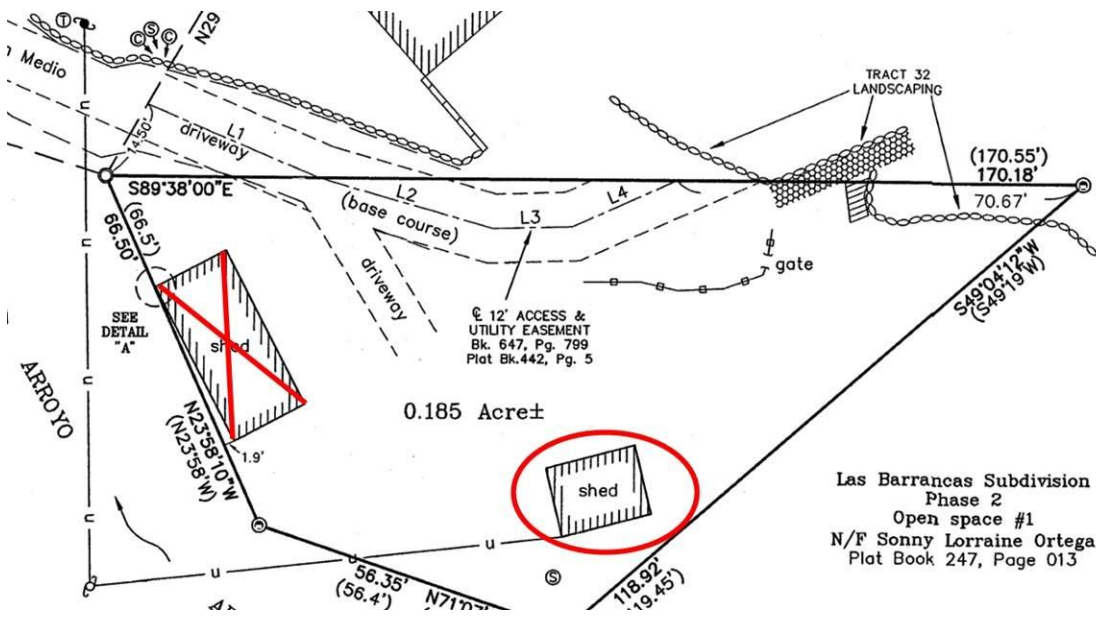 T
C S C
N29
n Medio
14.50'
L1
driveway
TRACT 32
LANDSCAPING
(170.55')
170.18'
S89°38'00"E
L2
(base course)
L3
L4
70.67'
(66.5')
66.50'
driveway
gate
S49°04'12"W
(S49°19'W)
SEE
DETAIL
"A"
shed
℄ 12' ACCESS &
UTILITY EASEMENT
Bk. 647, Pg. 799
Plat Bk.442, Pg. 5
ARROYO
u
u
u
u
0.185 Acre±
N23°58'10"W
(N23°58'W)
1.9'
shed
Las Barrancas Subdivision
Phase 2
Open space #1
N/F Sonny Lorraine Ortega
Plat Book 247, Page 013
u
u
u
S
56.35'
(56.4')
118.92'